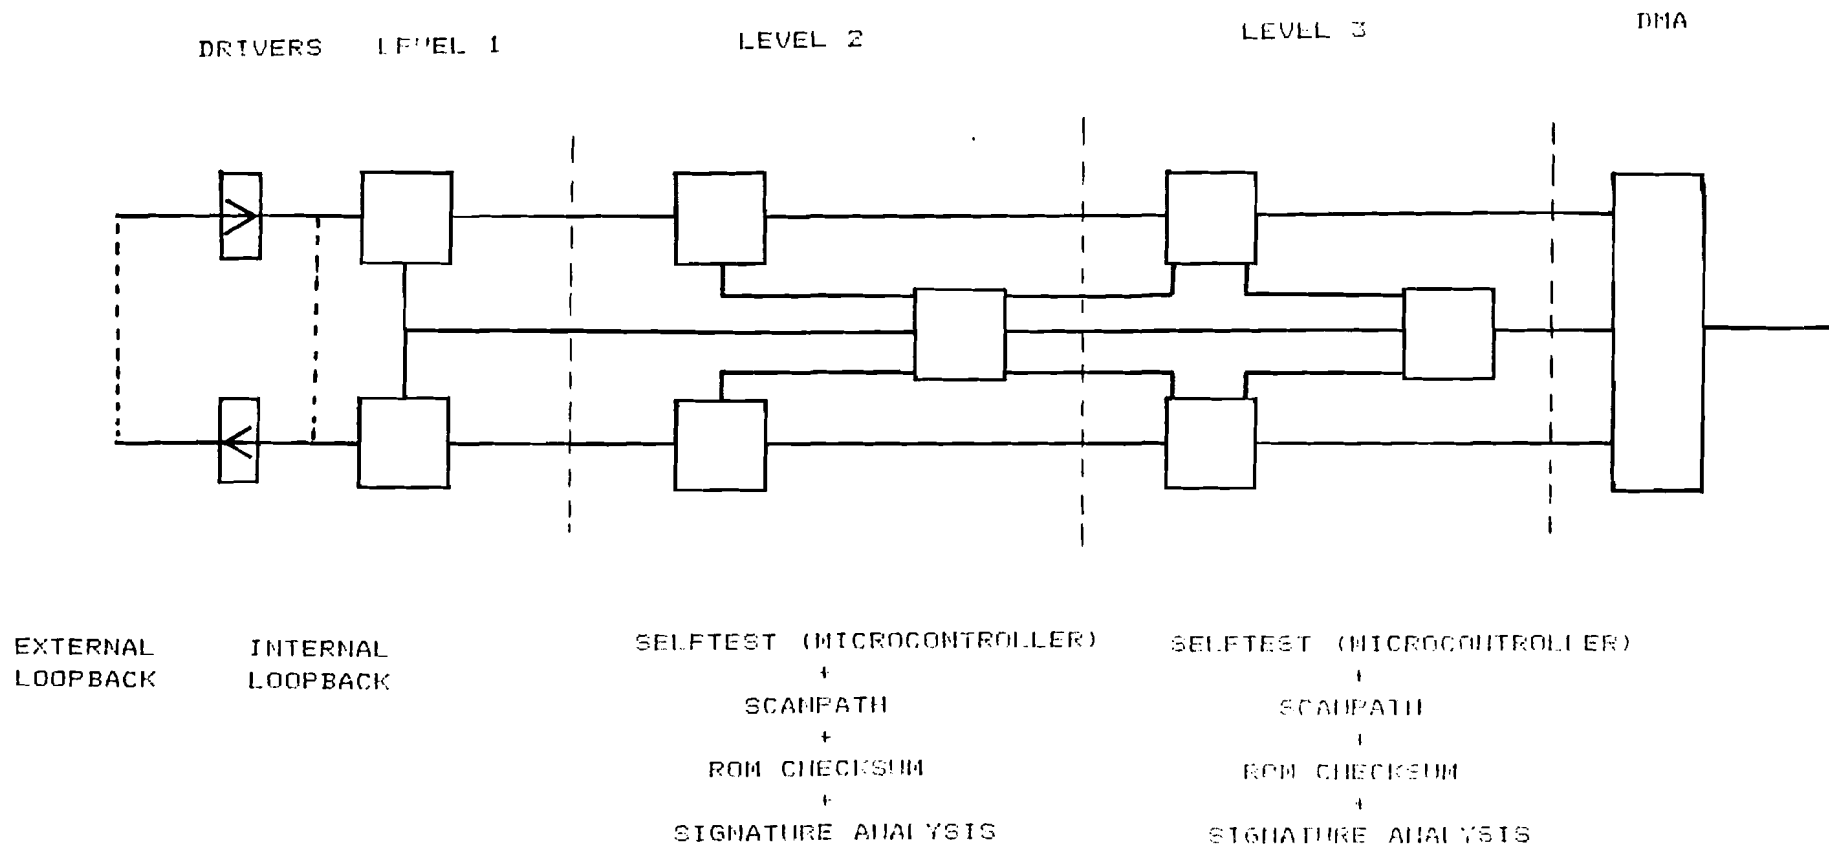 DRIVERS LEVEL 1 LEVEL 2 LEVEL 3 DMA
EXTERNAL
LOOPBACK
INTERNAL
LOOPBACK
SELFTEST (MICROCONTROLLER)
+
SCANPATH
+
ROM CHECKSUM
+
SIGNATURE ANALYSIS
SELFTEST (MICROCONTROLLER)
+
SCANPATH
+
ROM CHECKSUM
+
SIGNATURE ANALYSIS